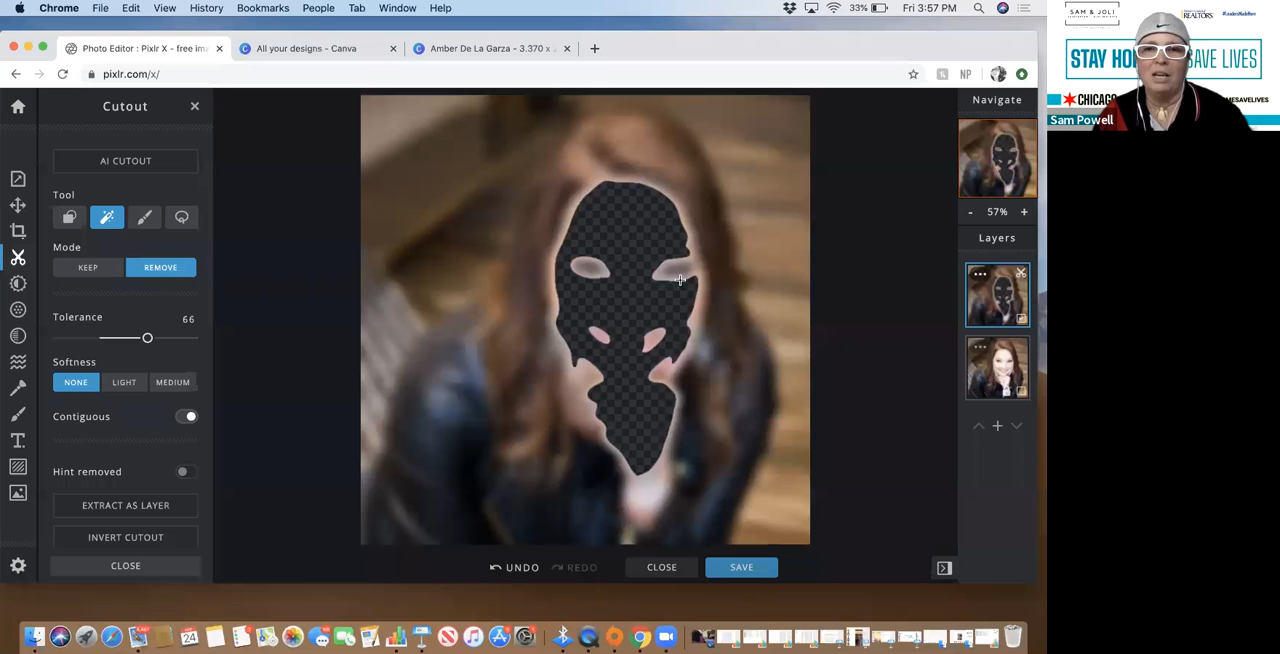 Chrome File Edit View History Bookmarks People Tab Window Help
33% Fri 3:57 PM
Photo Editor : Pixlr X - free im
All your designs - Canva
Amber De La Garza - 3.370 x
pixlr.com/x/
NP
Cutout
AI CUTOUT
Tool
Mode
KEEP REMOVE
Tolerance 66
Softness
NONE LIGHT MEDIUM
Contiguous
Hint removed
EXTRACT AS LAYER
INVERT CUTOUT
CLOSE
UNDO REDO CLOSE SAVE
Navigate
- 57% +
Layers
SAM & JOLI
REALTORS
STAY HO SAVE LIVES
CHICAG MESAVELIVES
Sam Powell